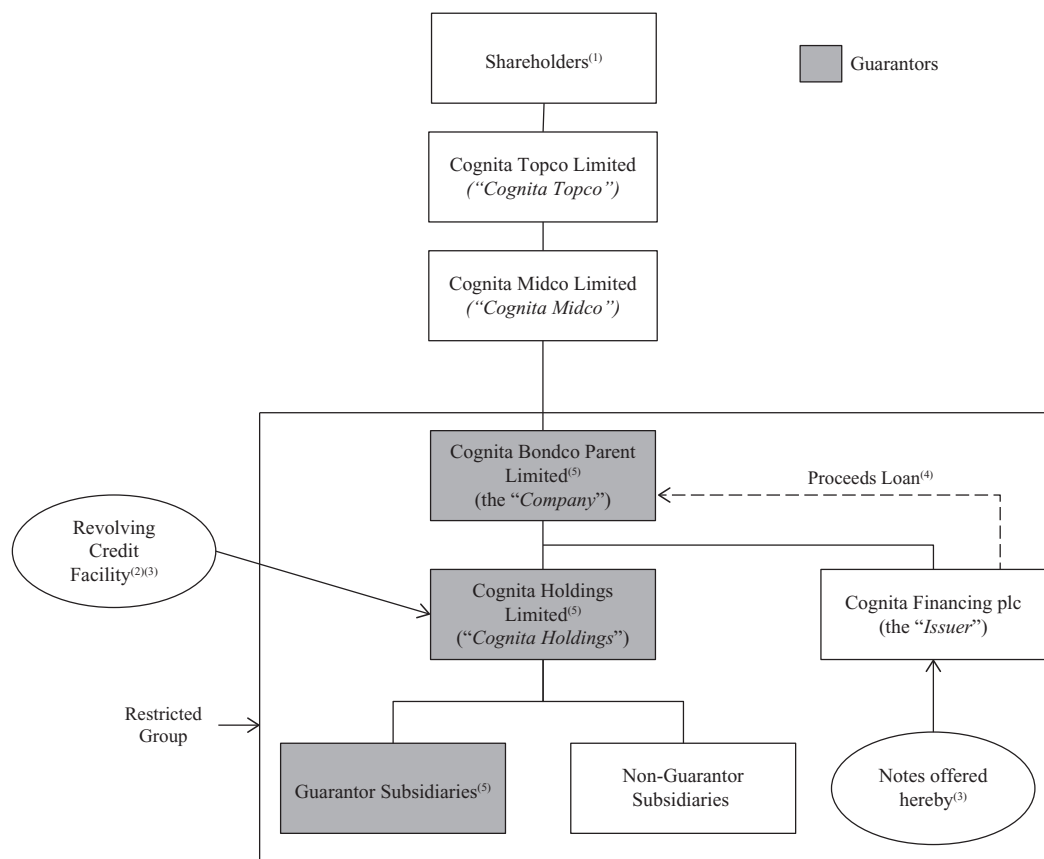 Shareholders(1)
Guarantors
Cognita Topco Limited
(“Cognita Topco”)
Cognita Midco Limited
(“Cognita Midco”)
Cognita Bondco Parent
Limited(5)
(the “Company”)
Proceeds Loan(4)
Revolving
Credit
Facility(2)(3)
Cognita Holdings
Limited(5)
(“Cognita Holdings”)
Cognita Financing plc
(the “Issuer”)
Restricted
Group
Guarantor Subsidiaries(5)
Non-Guarantor
Subsidiaries
Notes offered
hereby(3)